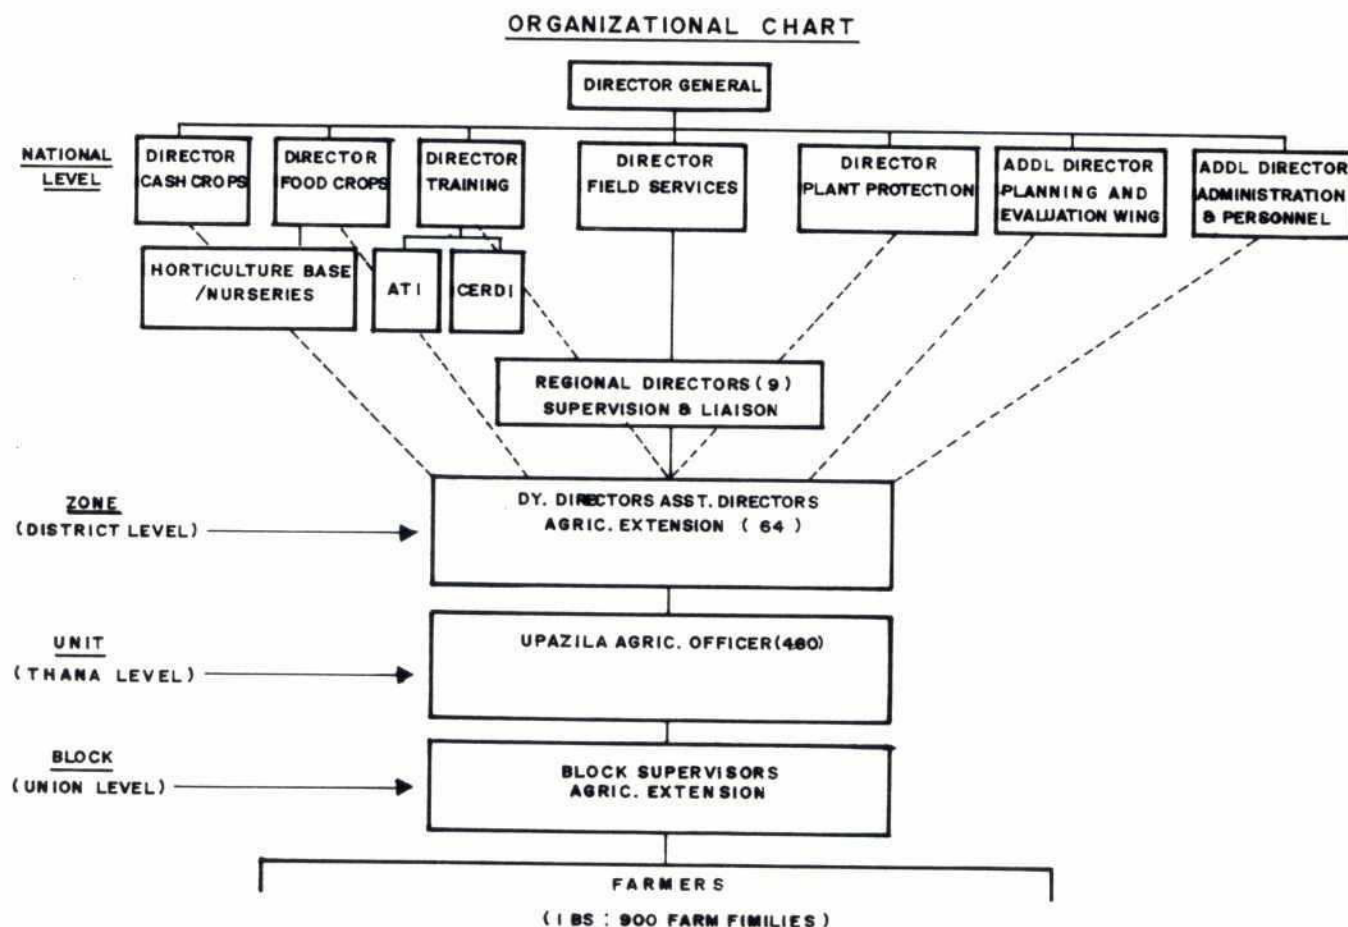 ORGANIZATIONAL CHART
DIRECTOR GENERAL
NATIONAL
LEVEL
DIRECTOR
CASH CROPS
DIRECTOR
FOOD CROPS
DIRECTOR
TRAINING
DIRECTOR
FIELD SERVICES
DIRECTOR
PLANT PROTECTION
ADDL DIRECTOR
PLANNING AND
EVALUATION WING
ADDL DIRECTOR
ADMINISTRATION
& PERSONNEL
HORTICULTURE BASE
/NURSERIES
ATI
CERDI
REGIONAL DIRECTORS (9)
SUPERVISION & LIAISON
ZONE
(DISTRICT LEVEL)
DY. DIRECTORS ASST. DIRECTORS
AGRIC. EXTENSION ( 64 )
UNIT
(THANA LEVEL)
UPAZILA AGRIC. OFFICER (460)
BLOCK
(UNION LEVEL)
BLOCK SUPERVISORS
AGRIC. EXTENSION
FARMERS
(1 BS : 900 FARM FIMILIES)